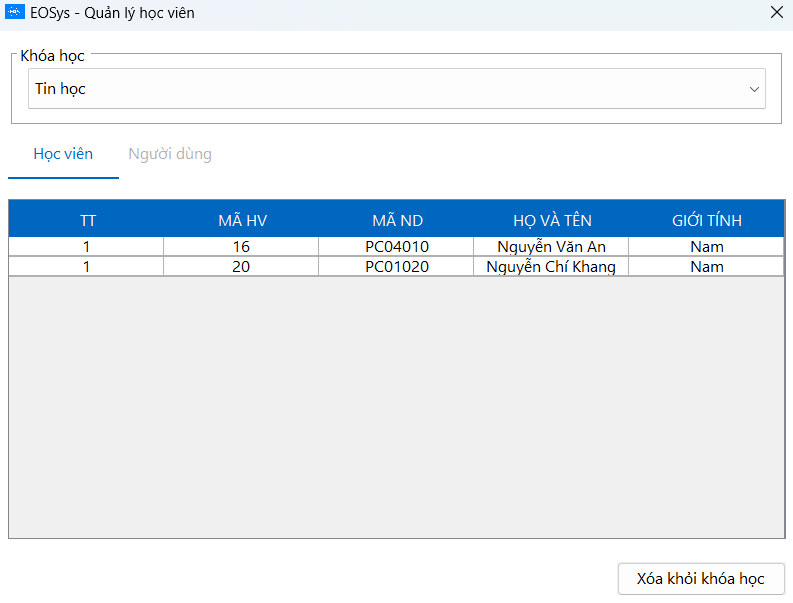 EOSys - Quản lý học viên
Khóa học
Tin học
Học viên Người dùng
TT MÃ HV MÃ ND HỌ VÀ TÊN GIỚI TÍNH
1 16 PC04010 Nguyễn Văn An Nam
1 20 PC01020 Nguyễn Chí Khang Nam
Xóa khỏi khóa học